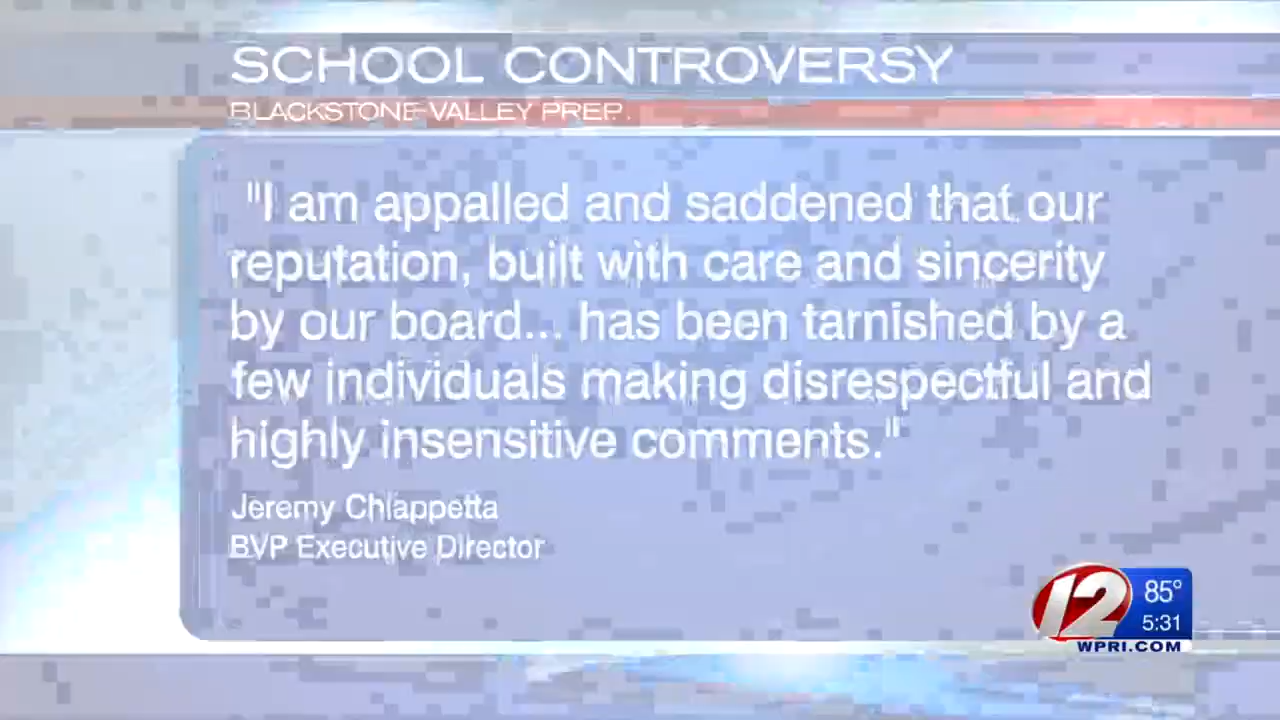 SCHOOL CONTROVERSY
BLACKSTONE VALLEY PREP.
"I am appalled and saddened that our
reputation, built with care and sincerity
by our board... has been tarnished by a
few individuals making disrespectful and
highly insensitive comments."
Jeremy Chiappetta
BVP Executive Director
12
85°
5:31
WPRI.COM